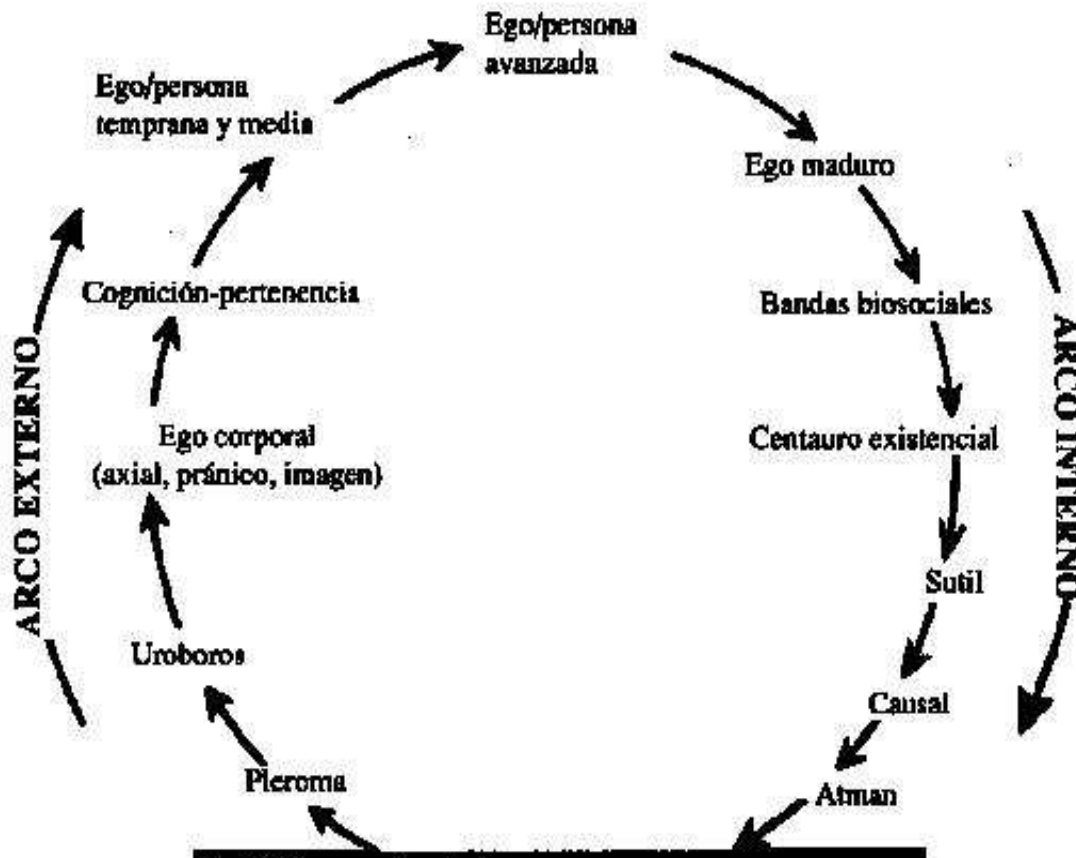 Ego/persona
avanzada
Ego/persona
temprana y media
Ego maduro
Cognición-pertenencia
Bandas biosociales
ARCO EXTERNO
ARCO INTERNO
Ego corporal
(axial, pránico, imagen)
Centauro existencial
Sutil
Uroboros
Causal
Pleroma
Atman